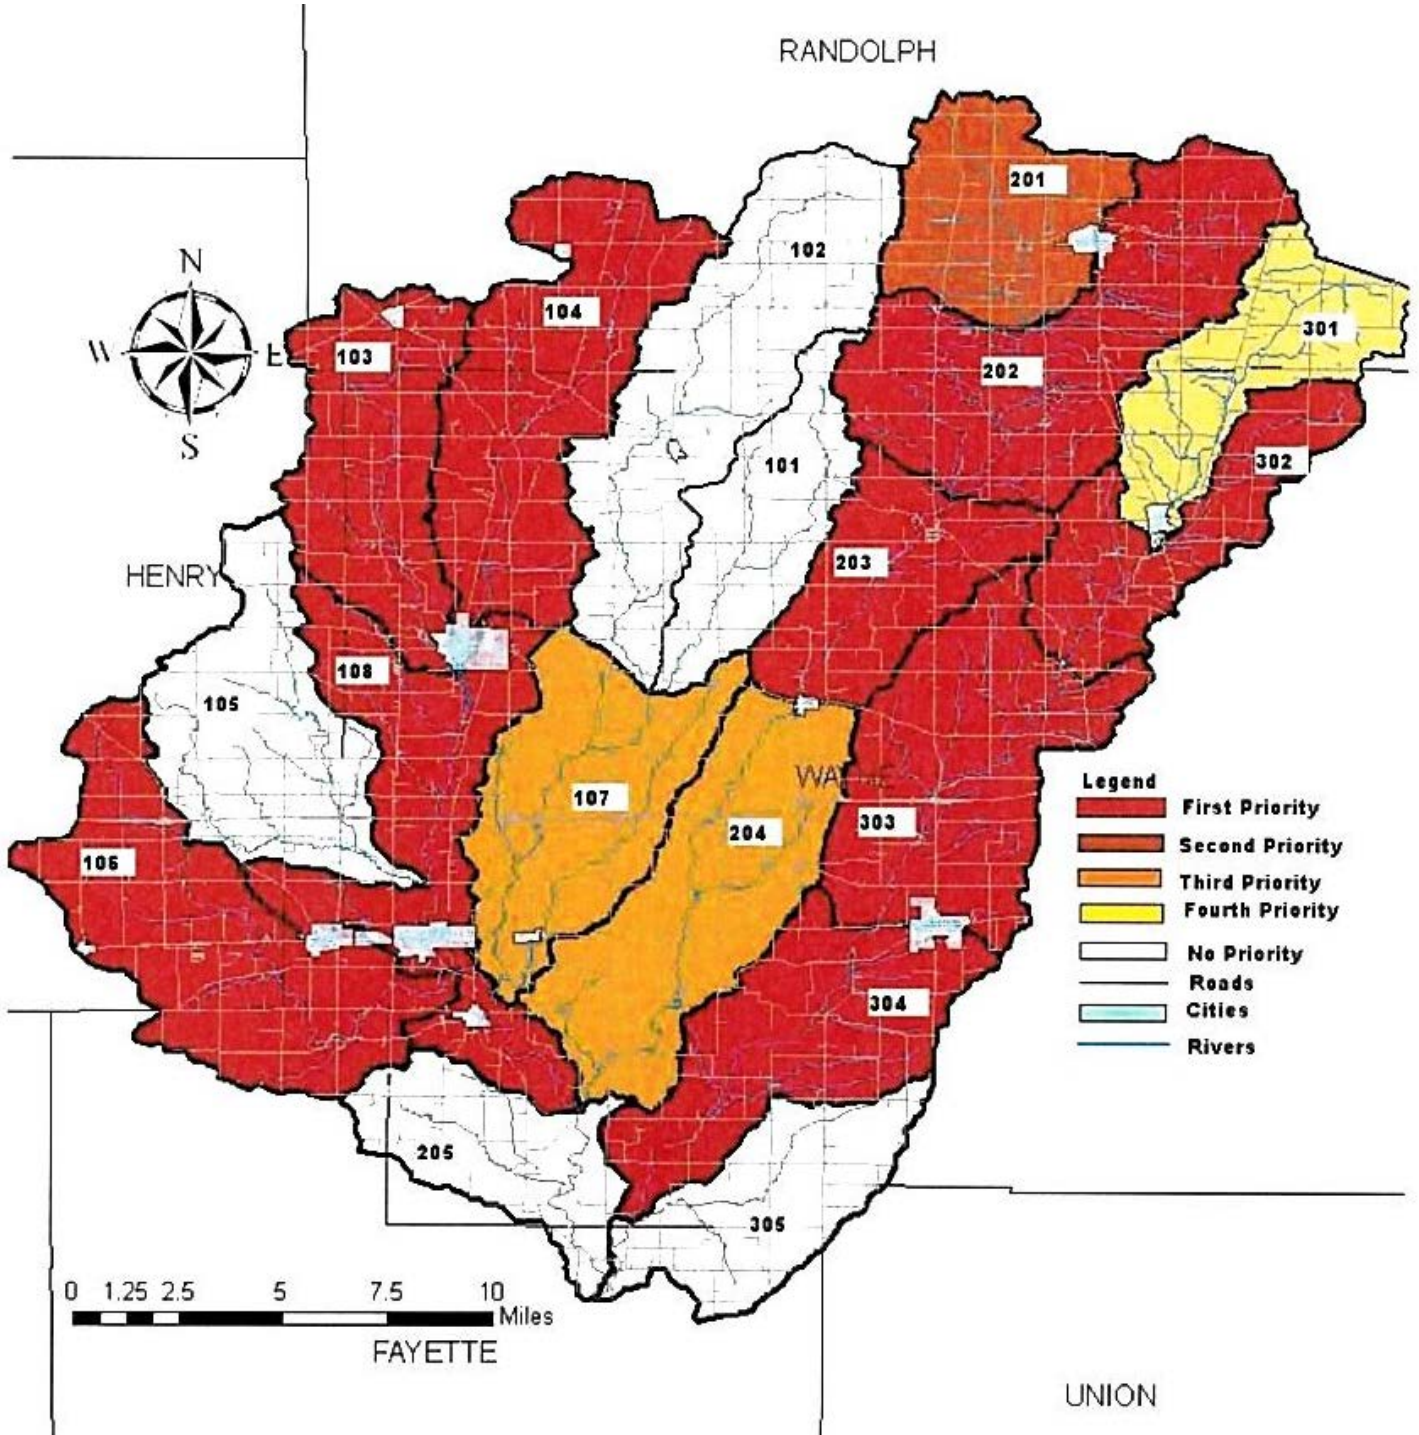 RANDOLPH
201
102
104
N
301
103
W
E
202
S
101
302
203
HENRY
108
105
WAYNE
107
204
303
106
304
205
305
Legend
First Priority
Second Priority
Third Priority
Fourth Priority
No Priority
Roads
Cities
Rivers
0 1.25 2.5 5 7.5 10
Miles
FAYETTE
UNION